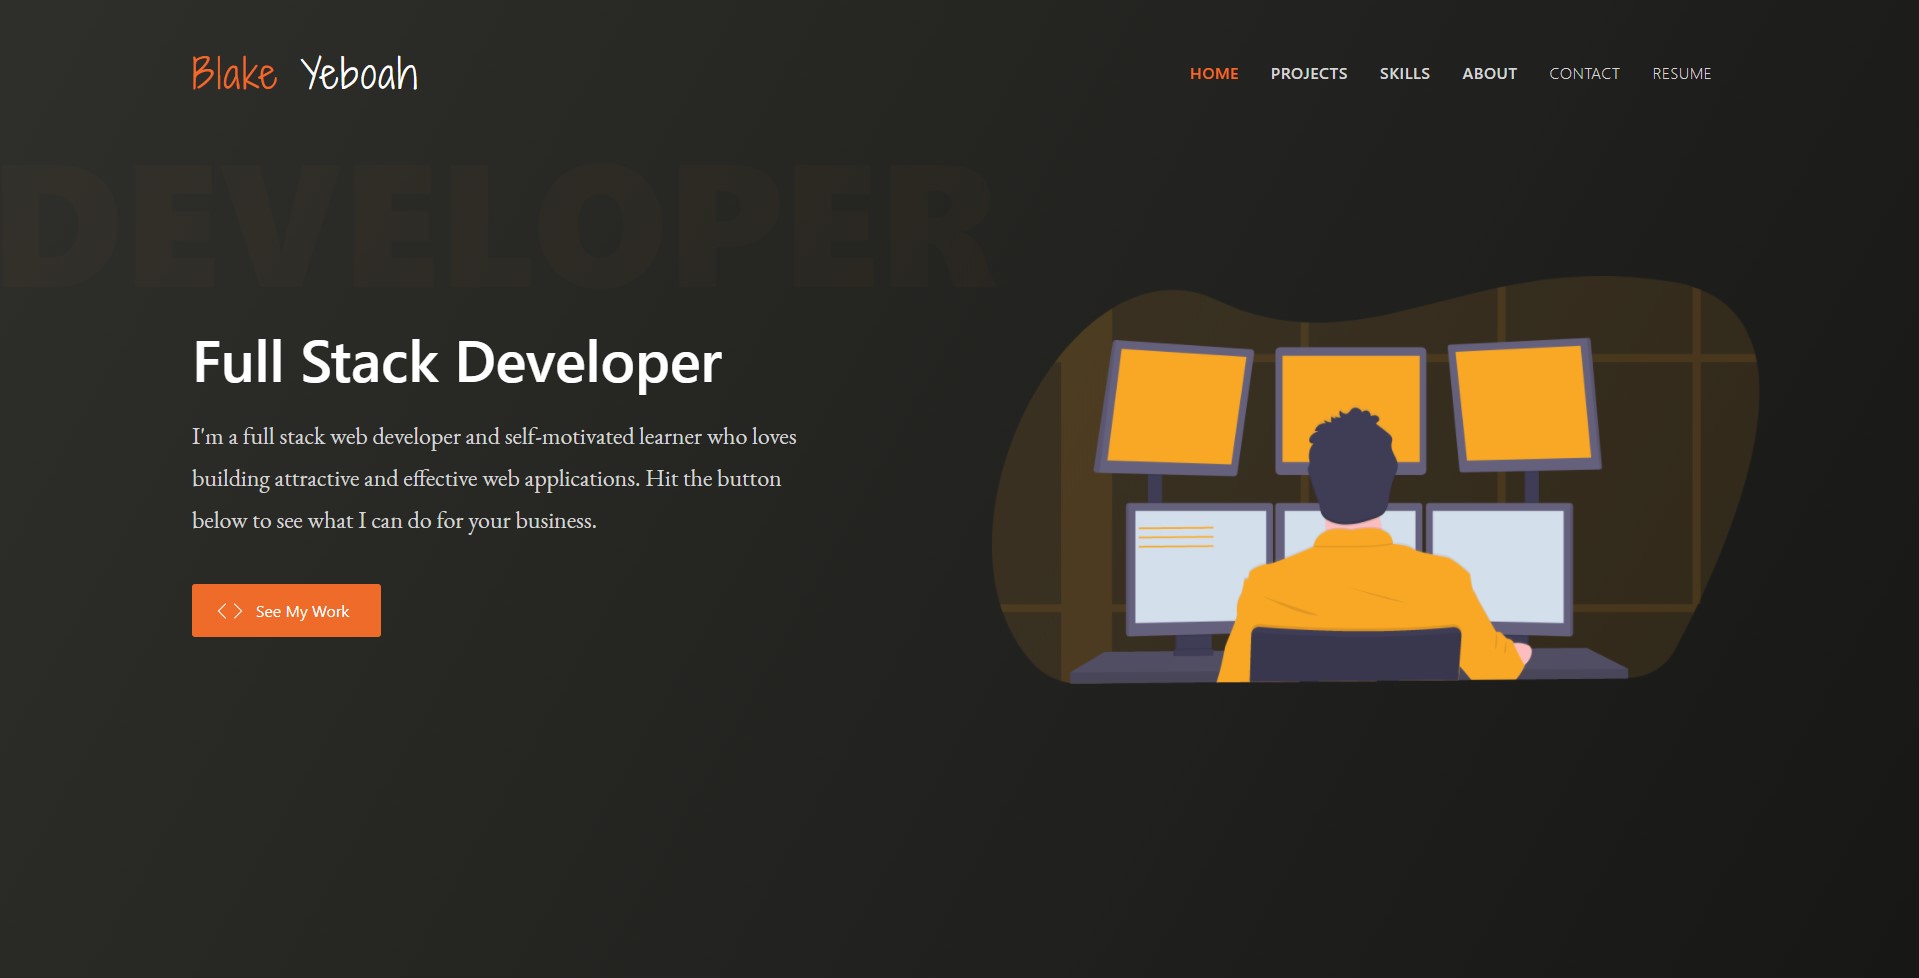 Blake Yeboah
HOME PROJECTS SKILLS ABOUT CONTACT RESUME
DEVELOPER
Full Stack Developer
I'm a full stack web developer and self-motivated learner who loves
building attractive and effective web applications. Hit the button
below to see what I can do for your business.
See My Work